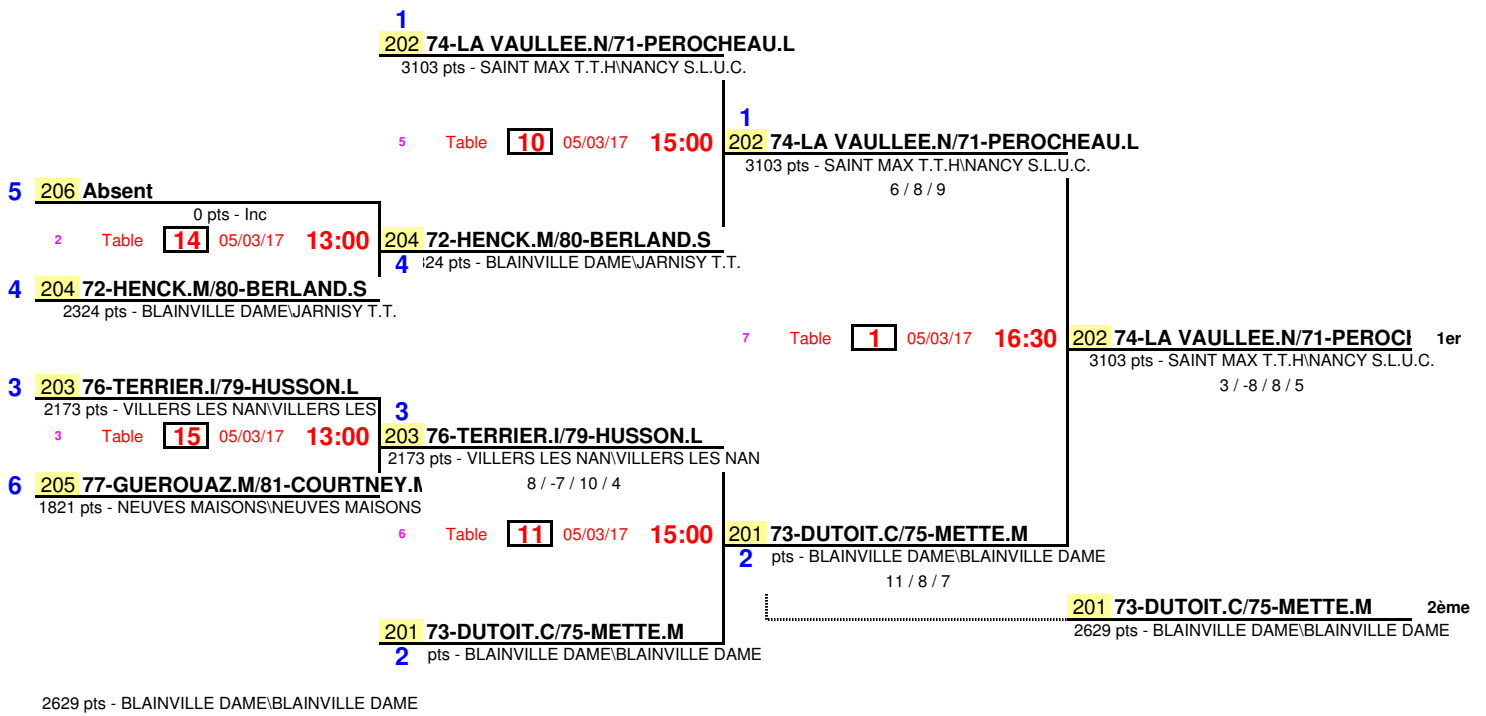 1
202 74-LA VAULLEE.N/71-PEROCHEAU.L
3103 pts - SAINT MAX T.T.H\NANCY S.L.U.C.
1
5 Table 10 05/03/17 15:00 202 74-LA VAULLEE.N/71-PEROCHEAU.L
3103 pts - SAINT MAX T.T.H\NANCY S.L.U.C.
6 / 8 / 9
5 206 Absent
0 pts - Inc
2 Table 14 05/03/17 13:00 204 72-HENCK.M/80-BERLAND.S
4 324 pts - BLAINVILLE DAME\JARNISY T.T.
4 204 72-HENCK.M/80-BERLAND.S
2324 pts - BLAINVILLE DAME\JARNISY T.T.
7 Table 1 05/03/17 16:30 202 74-LA VAULLEE.N/71-PEROCH 1er
3103 pts - SAINT MAX T.T.H\NANCY S.L.U.C.
3 / -8 / 8 / 5
3 203 76-TERRIER.I/79-HUSSON.L
2173 pts - VILLERS LES NAN\VILLERS LES
3
3 Table 15 05/03/17 13:00 203 76-TERRIER.I/79-HUSSON.L
2173 pts - VILLERS LES NAN\VILLERS LES NAN
8 / -7 / 10 / 4
6 205 77-GUEROUAZ.M/81-COURTNEY.M
1821 pts - NEUVES MAISONS\NEUVES MAISONS
6 Table 11 05/03/17 15:00 201 73-DUTOIT.C/75-METTE.M
2 pts - BLAINVILLE DAME\BLAINVILLE DAME
11 / 8 / 7
201 73-DUTOIT.C/75-METTE.M 2ème
2629 pts - BLAINVILLE DAME\BLAINVILLE DAME
201 73-DUTOIT.C/75-METTE.M
2 pts - BLAINVILLE DAME\BLAINVILLE DAME
2629 pts - BLAINVILLE DAME\BLAINVILLE DAME